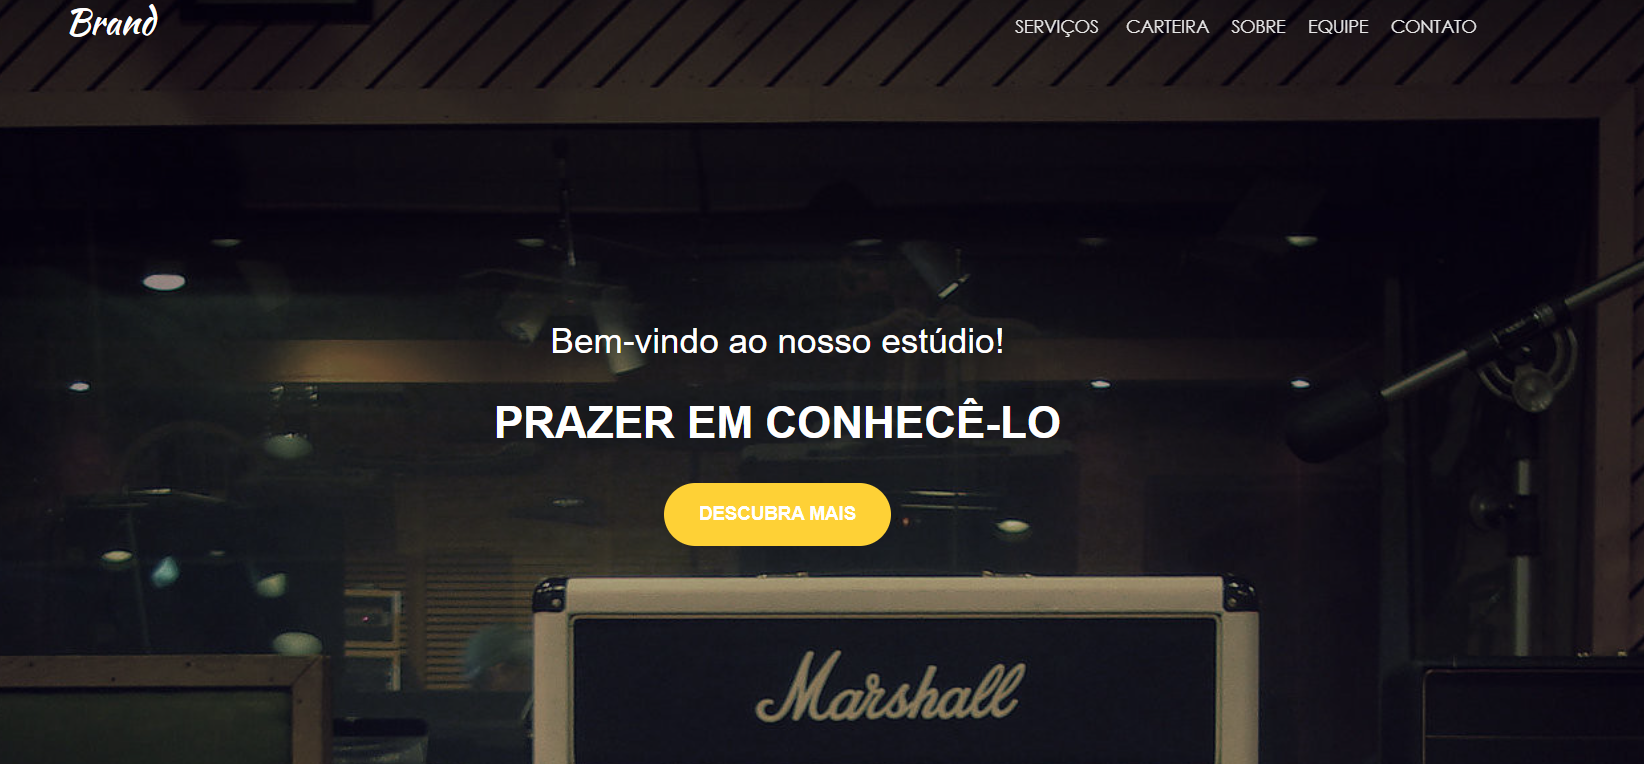 Brand
SERVIÇOS CARTEIRA SOBRE EQUIPE CONTATO
Bem-vindo ao nosso estúdio!
PRAZER EM CONHECÊ-LO
DESCUBRA MAIS
Marshall